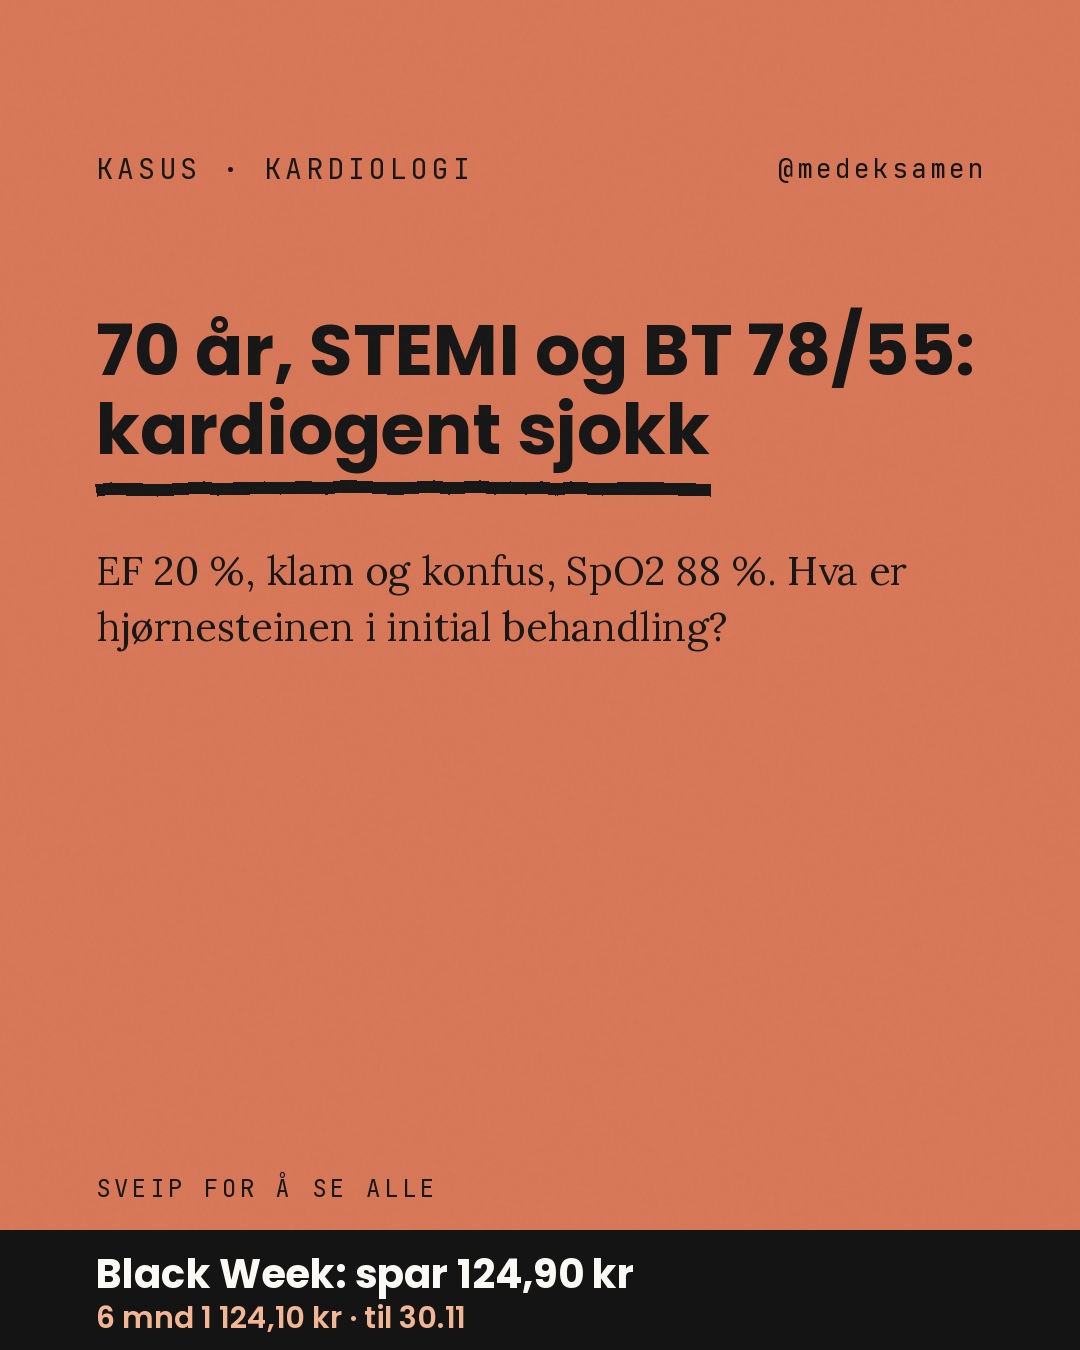 KASUS · KARDIOLOGI
@medeksamen
70 år, STEMI og BT 78/55:
kardiogent sjokk
EF 20 %, klam og konfus, SpO2 88 %. Hva er
hjørnesteinen i initial behandling?
SVEIP FOR Å SE ALLE
Black Week: spar 124,90 kr
6 mnd 1 124,10 kr · til 30.11